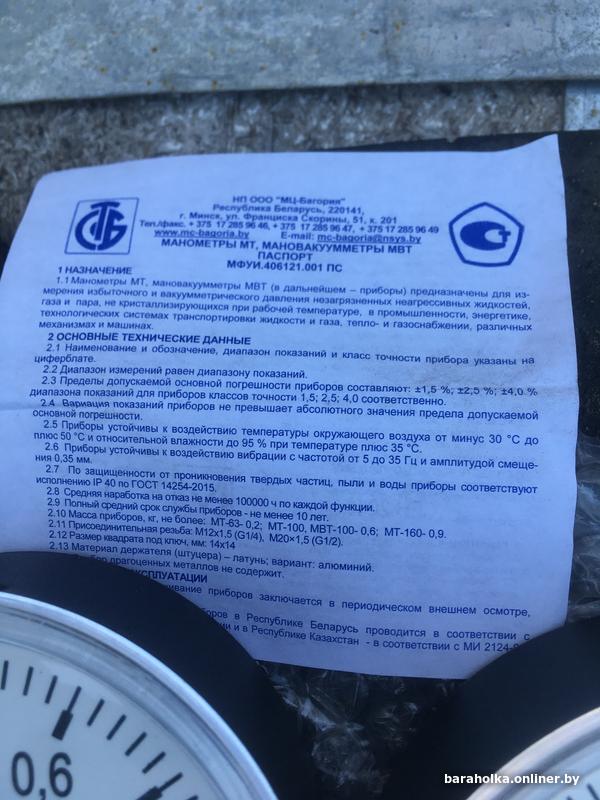 СТБ
НП ООО "МЦ-Багория"
Республика Беларусь, 220141,
г. Минск, ул. Франциска Скорины, 51, к. 201
Тел./факс. + 375 17 285 96 46, + 375 17 285 96 47, + 375 17 285 96 49
www.mc-bagoria.by E-mail: mc-bagoria@nsys.by
МАНОМЕТРЫ МТ, МАНОВАКУУММЕТРЫ МВТ
ПАСПОРТ
МФУИ.406121.001 ПС
1 НАЗНАЧЕНИЕ
1.1 Манометры МТ, мановакуумметры МВТ (в дальнейшем – приборы) предназначены для из-
мерения избыточного и вакуумметрического давления незагрязненных неагрессивных жидкостей,
газа и пара, не кристаллизирующихся при рабочей температуре, в промышленности, энергетике,
технологических системах транспортировки жидкости и газа, тепло- и газоснабжении, различных
механизмах и машинах.
2 ОСНОВНЫЕ ТЕХНИЧЕСКИЕ ДАННЫЕ
2.1 Наименование и обозначение, диапазон показаний и класс точности прибора указаны на
циферблате.
2.2 Диапазон измерений равен диапазону показаний.
2.3 Пределы допускаемой основной погрешности приборов составляют: ±1,5 %; ±2,5 %; ±4,0 %
диапазона показаний для приборов классов точности 1,5; 2,5; 4,0 соответственно.
2.4 Вариация показаний приборов не превышает абсолютного значения предела допускаемой
основной погрешности.
2.5 Приборы устойчивы к воздействию температуры окружающего воздуха от минус 30 °С до
плюс 50 °С и относительной влажности до 95 % при температуре плюс 35 °С.
2.6 Приборы устойчивы к воздействию вибрации с частотой от 5 до 35 Гц и амплитудой смеще-
ния 0,35 мм.
2.7 По защищенности от проникновения твердых частиц, пыли и воды приборы соответствуют
исполнению IP 40 по ГОСТ 14254-2015.
2.8 Средняя наработка на отказ не менее 100000 ч по каждой функции.
2.9 Полный средний срок службы приборов - не менее 10 лет.
2.10 Масса приборов, кг, не более: МТ-63- 0,2; МТ-100, МВТ-100- 0,6; МТ-160- 0,9.
2.11 Присоединительная резьба: М12х1,5 (G1/4), М20×1,5 (G1/2).
2.12 Размер квадрата под ключ, мм: 14х14
2.13 Материал держателя (штуцера) – латунь; вариант: алюминий.
драгоценных металлов не содержит.
приборов заключается в периодическом внешнем осмотре,
в Республике Беларусь проводится в соответствии с
и в Республике Казахстан - в соответствии с МИ 2124-
0,6
baraholka.onliner.by